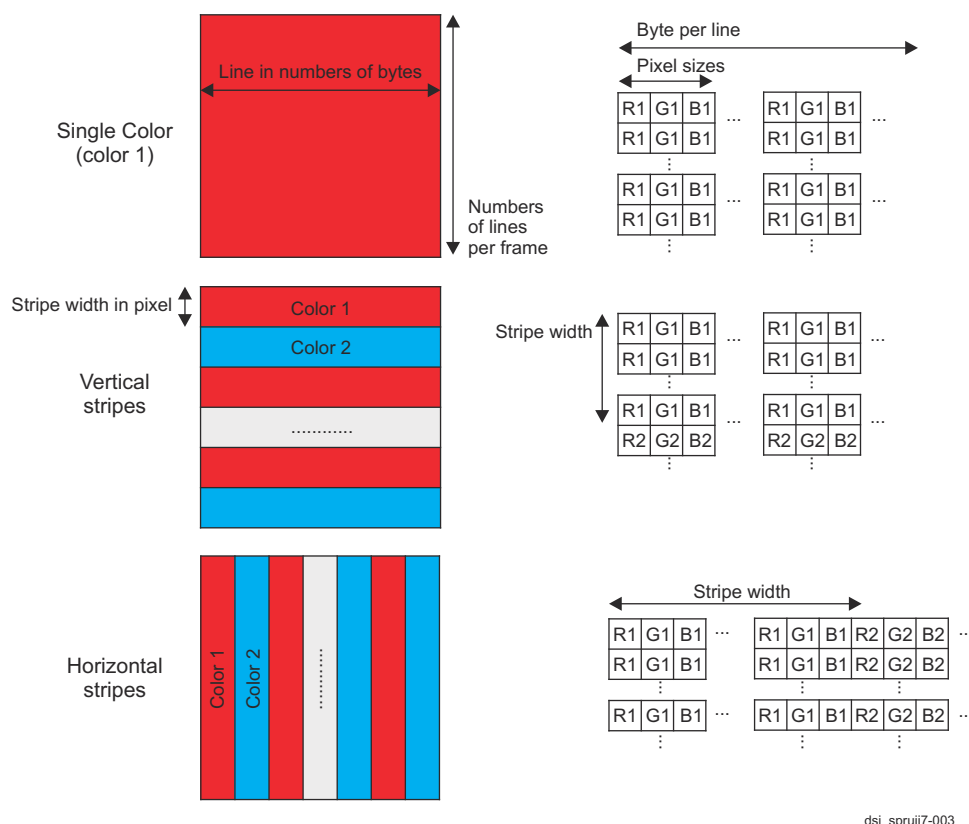 Line in numbers of bytes
Single Color
(color 1)
Numbers
of lines
per frame
Byte per line
Pixel sizes
R1 G1 B1 ... R1 G1 B1 ...
R1 G1 B1 R1 G1 B1
... ...
R1 G1 B1 ... R1 G1 B1 ...
R1 G1 B1 R1 G1 B1
... ...
Stripe width in pixel
Color 1
Color 2
Vertical
stripes
............
Stripe width
R1 G1 B1 ... R1 G1 B1 ...
R1 G1 B1 R1 G1 B1
... ...
R1 G1 B1 ... R1 G1 B1 ...
R2 G2 B2 R2 G2 B2
... ...
Horizontal
stripes
Color 1
Color 2
............
Stripe width
R1 G1 B1 ... R1 G1 B1 R2 G2 B2 ...
R1 G1 B1 R1 G1 B1 R2 G2 B2
... ... ...
R1 G1 B1 ... R1 G1 B1 R2 G2 B2 ...
... ... ...
dsi_spruij7-003